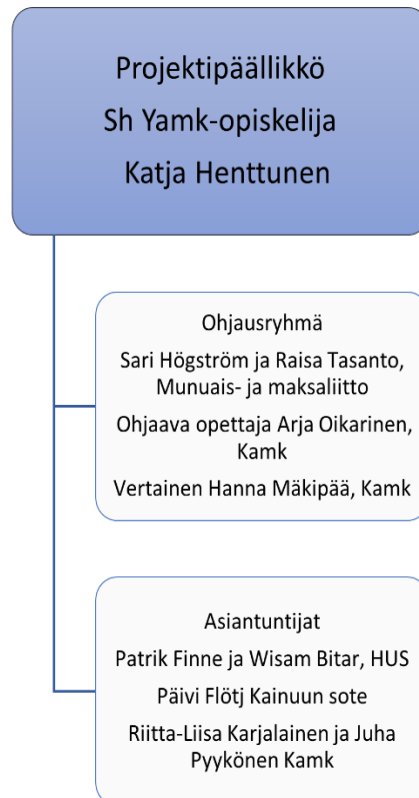 Projektipäällikkö
Sh Yamk-opiskelija
Katja Henttunen
Ohjausryhmä
Sari Högström ja Raisa Tasanto,
Munuais- ja maksaliitto
Ohjaava opettaja Arja Oikarinen,
Kamk
Vertainen Hanna Mäkipää, Kamk
Asiantuntijat
Patrik Finne ja Wisam Bitar, HUS
Päivi Flötj Kainuun sote
Riitta-Liisa Karjalainen ja Juha
Pyykönen Kamk